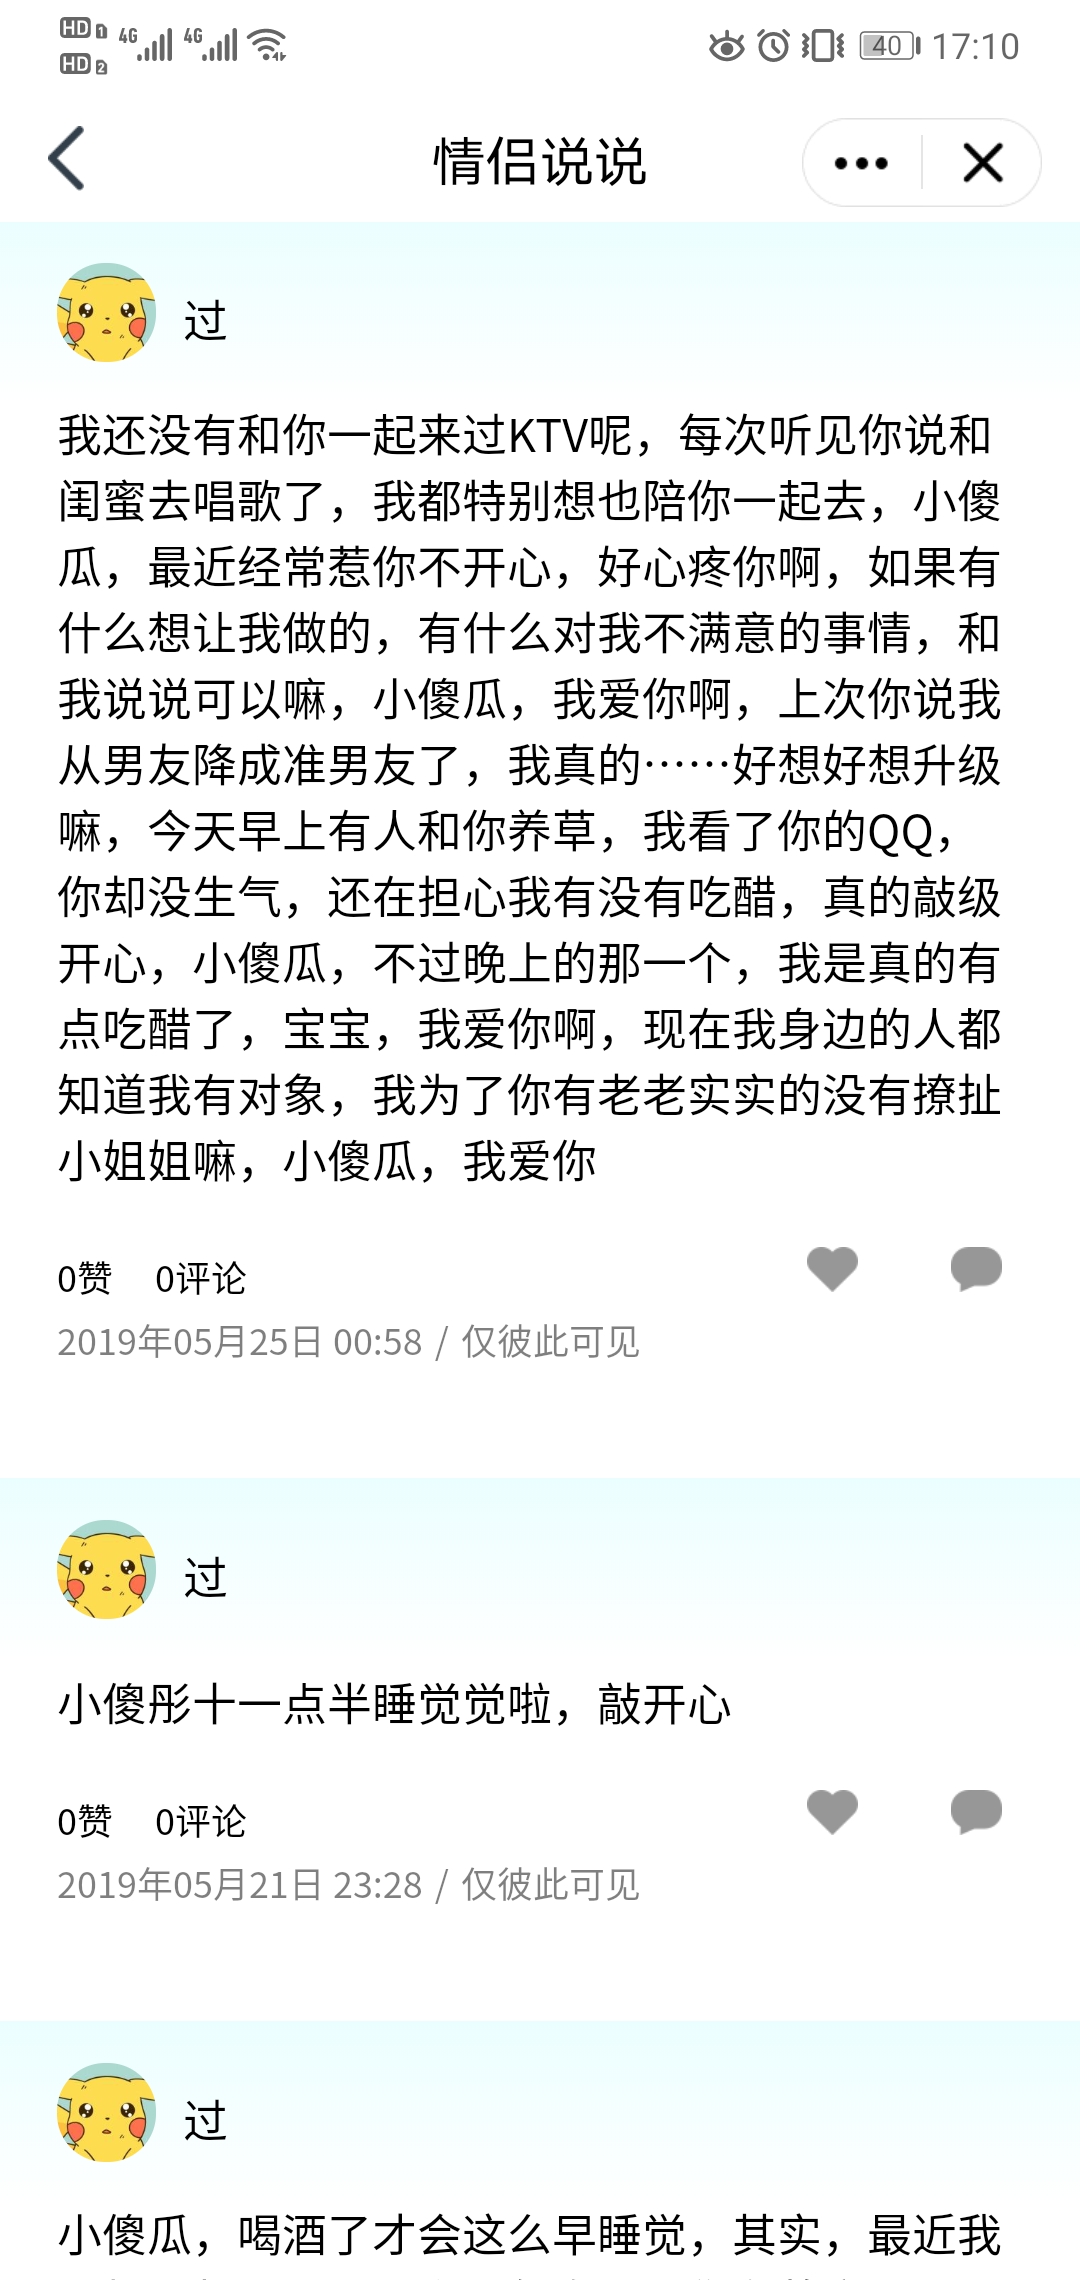 HD 1 4G 4G
HD 2
40 17:10
情侣说说
过
我还没有和你一起来过KTV呢，每次听见你说和
闺蜜去唱歌了，我都特别想也陪你一起去，小傻
瓜，最近经常惹你不开心，好心疼你啊，如果有
什么想让我做的，有什么对我不满意的事情，和
我说说可以嘛，小傻瓜，我爱你啊，上次你说我
从男友降成准男友了，我真的……好想好想升级
嘛，今天早上有人和你养草，我看了你的QQ，
你却没生气，还在担心我有没有吃醋，真的敲级
开心，小傻瓜，不过晚上的那一个，我是真的有
点吃醋了，宝宝，我爱你啊，现在我身边的人都
知道我有对象，我为了你有老老实实的没有撩扯
小姐姐嘛，小傻瓜，我爱你
0赞 0评论
2019年05月25日 00:58 / 仅彼此可见
过
小傻彤十一点半睡觉觉啦，敲开心
0赞 0评论
2019年05月21日 23:28 / 仅彼此可见
过
小傻瓜，喝酒了才会这么早睡觉，其实，最近我